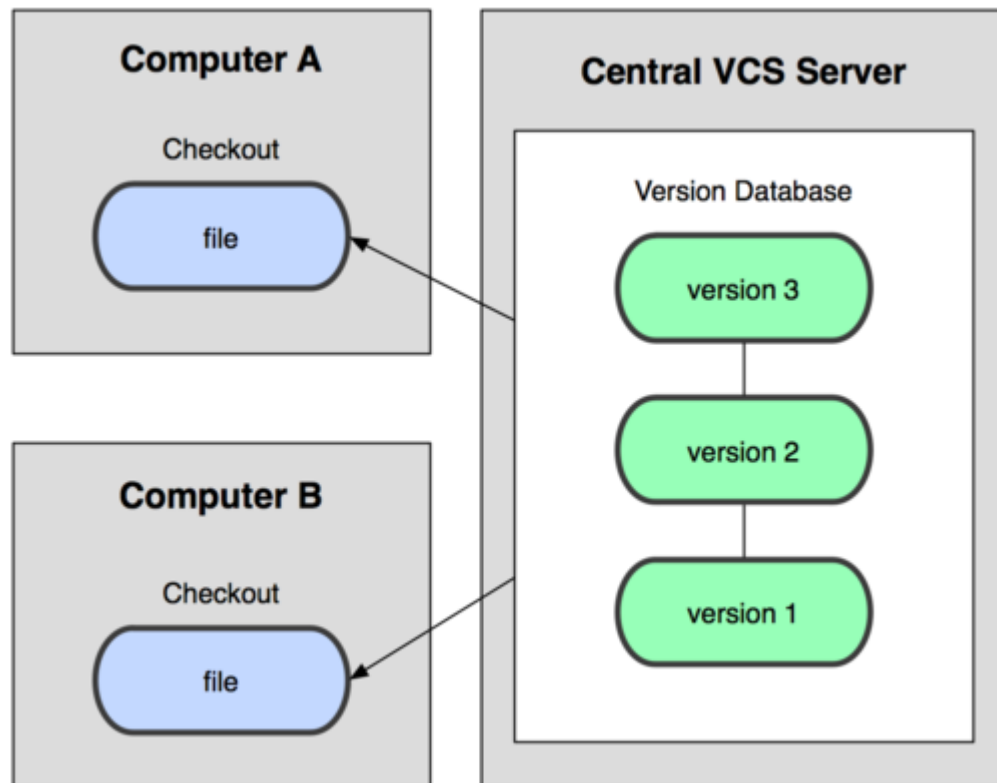 Computer A
Checkout
file
Computer B
Checkout
file
Central VCS Server
Version Database
version 3
version 2
version 1